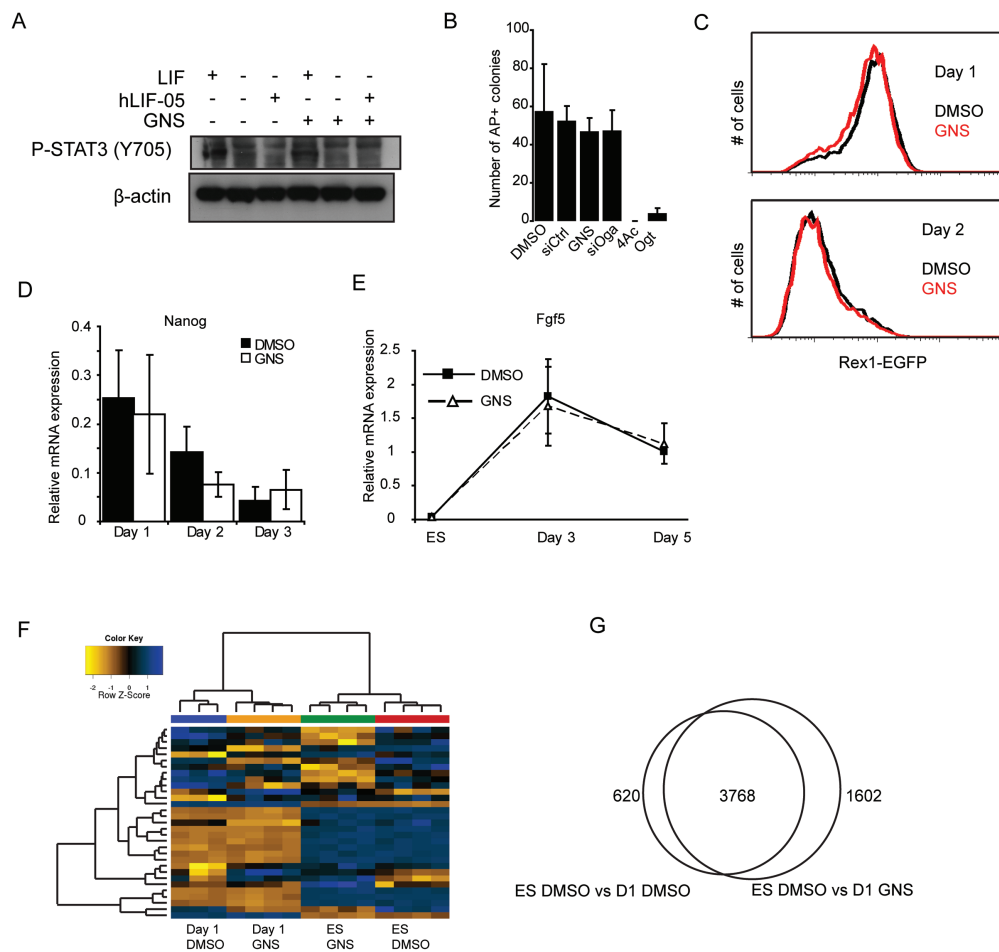 A
LIF + - - + - -
hLIF-05 - - + - - +
GNS - - - + + +
P-STAT3 (Y705)
β-actin
B
Number of AP+ colonies
100
80
60
40
20
0
DMSO
siCtrl
GNS
siOga
4Ac
Ogt
C
# of cells
Day 1
DMSO
GNS
# of cells
Day 2
DMSO
GNS
Rex1-EGFP
D
Nanog
Relative mRNA expression
0.4
0.3
0.2
0.1
0
DMSO
GNS
Day 1 Day 2 Day 3
E
Fgf5
Relative mRNA expression
2.5
2
1.5
1
0.5
0
DMSO
GNS
ES Day 3 Day 5
F
Color Key
-2 -1 0 1
Row Z-Score
Day 1 DMSO
Day 1 GNS
ES GNS
ES DMSO
G
620 3768 1602
ES DMSO vs D1 DMSO
ES DMSO vs D1 GNS